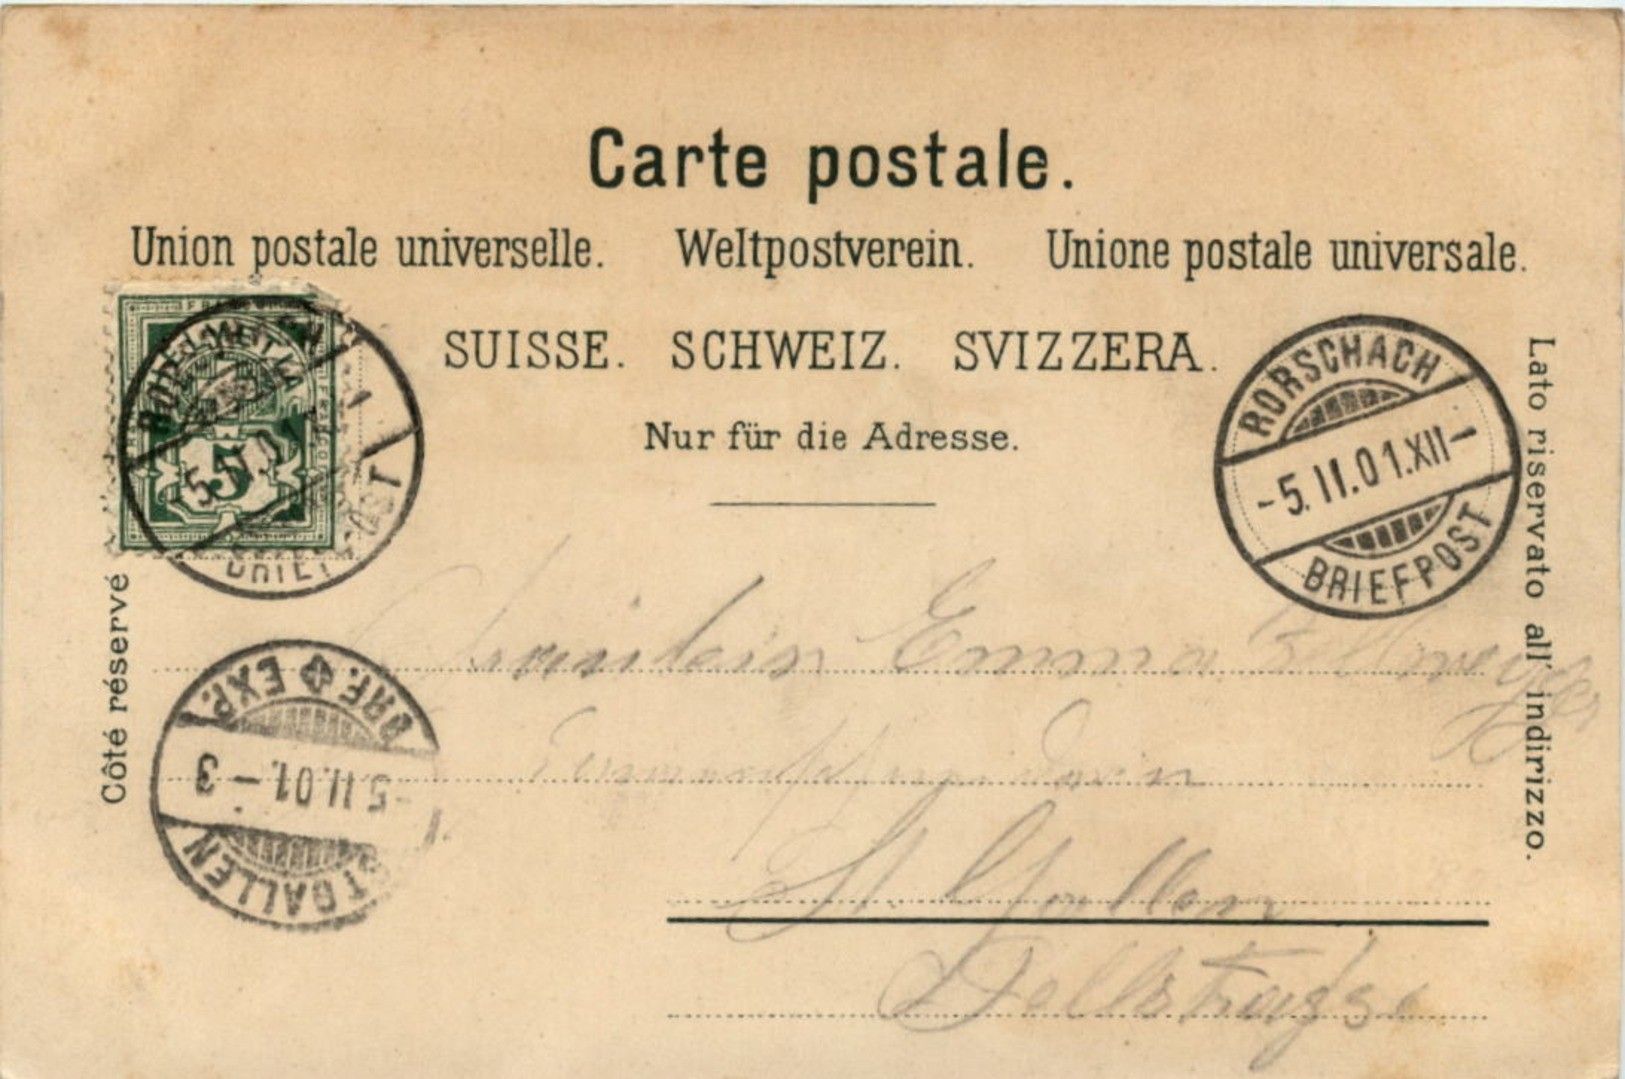 Carte postale.
Union postale universelle. Weltpostverein. Unione postale universale.
SUISSE. SCHWEIZ. SVIZZERA.
Nur für die Adresse.
Côté réservé
Lato riservato all' indirizzo.
5
RORSCHACH
-5.II.01.XII-
BRIEFPOST
BRF. EXP.
-5.II.01.-3
ST GALLEN
Fräulein Emma
St. Gallen